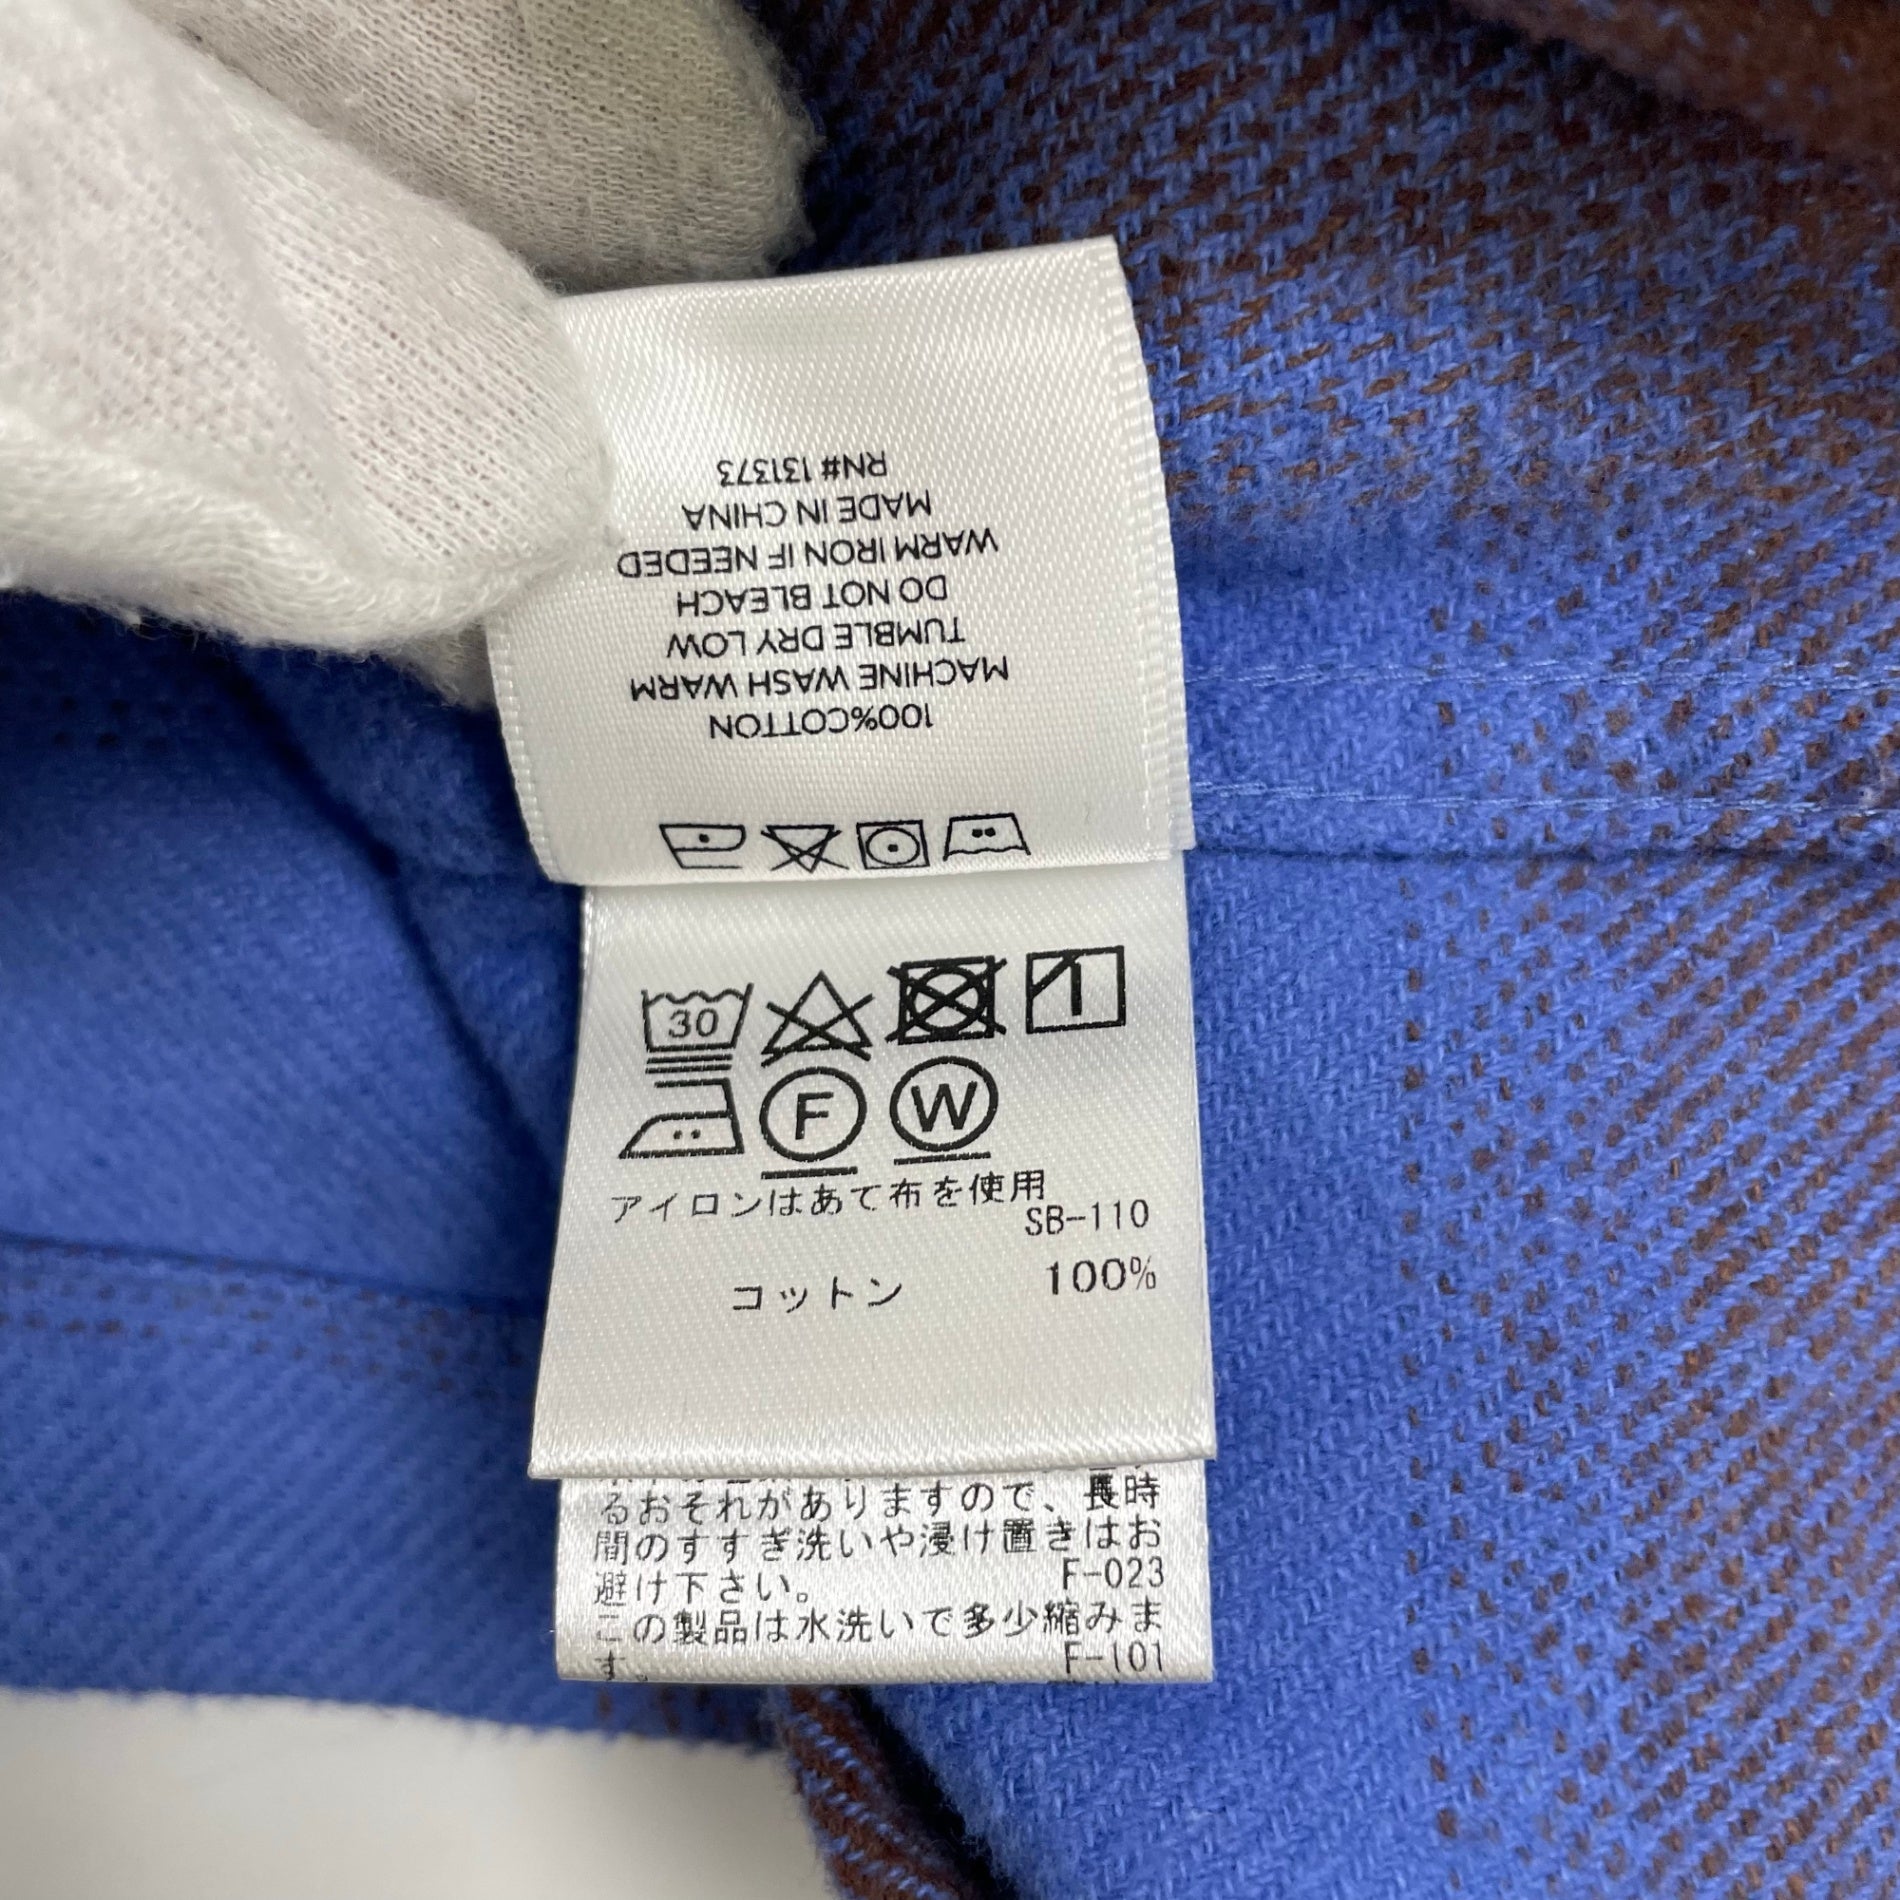 100%COTTON
MACHINE WASH WARM
TUMBLE DRY LOW
DO NOT BLEACH
WARM IRON IF NEEDED
MADE IN CHINA
RN# 131373
30
F
W
アイロンはあて布を使用
SB-110
コットン 100%
るおそれがありますので、長時
間のすすぎ洗いや浸け置きはお
避け下さい。 F-023
この製品は水洗いで多少縮みま
す。 F-101